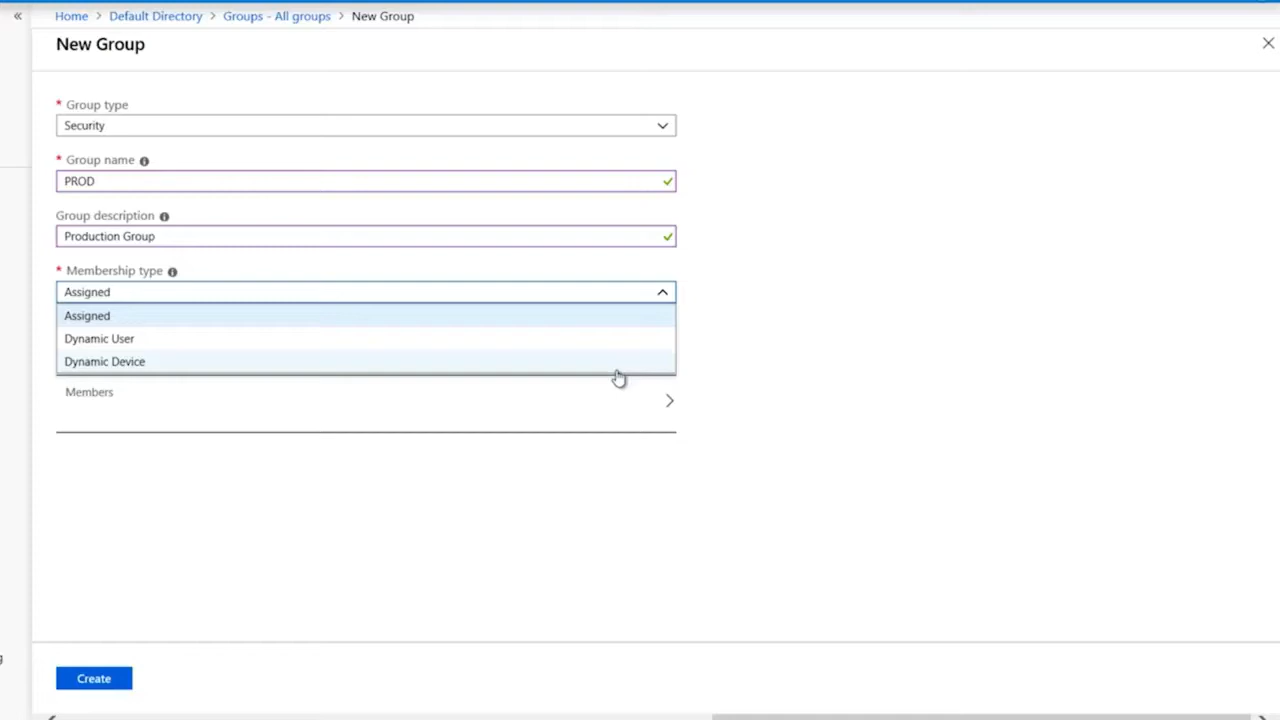 « Home > Default Directory > Groups - All groups > New Group
New Group
* Group type
Security
* Group name
PROD
Group description
Production Group
* Membership type
Assigned
Assigned
Dynamic User
Dynamic Device
Members
Create